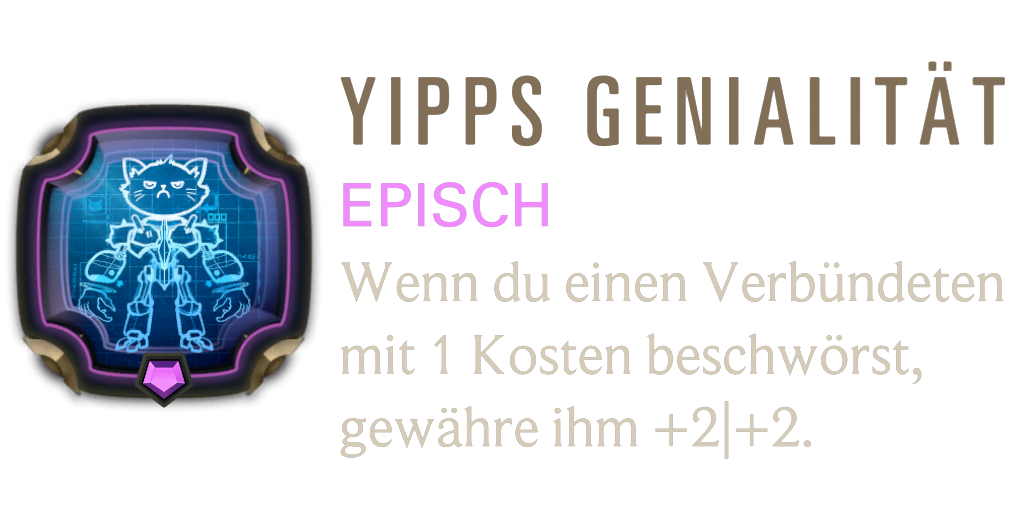 YIPPS GENIALITÄT
EPISCH
Wenn du einen Verbündeten
mit 1 Kosten beschwörst,
gewähre ihm +2|+2.